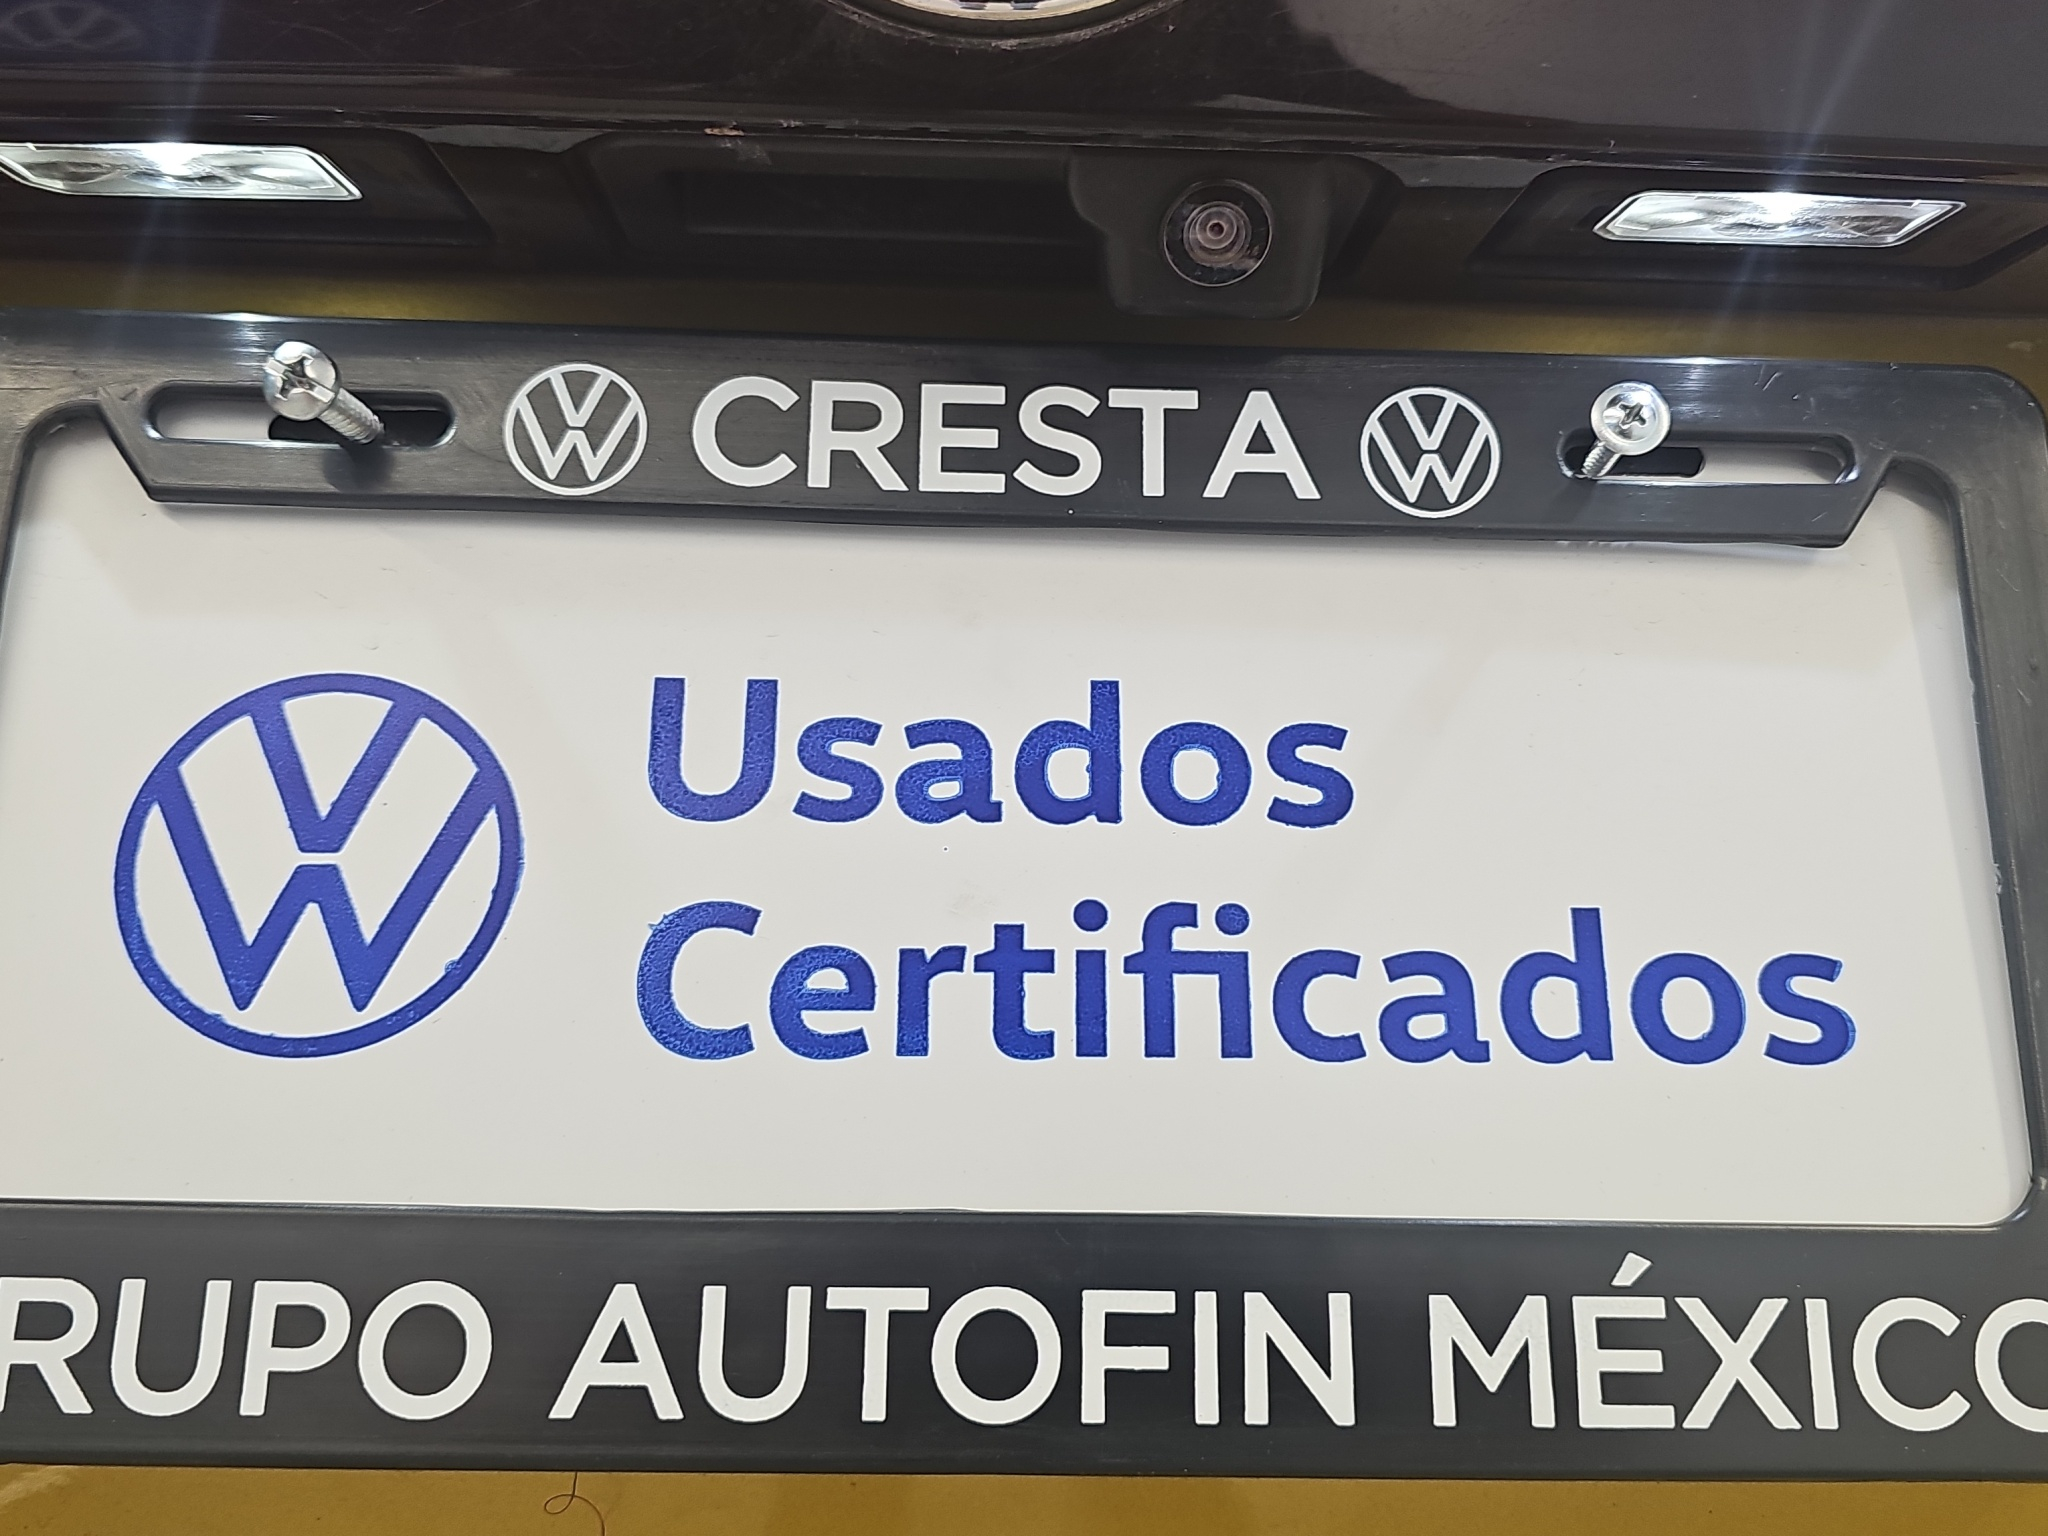 CRESTA
Usados
Certificados
RUPO AUTOFIN MÉXICO